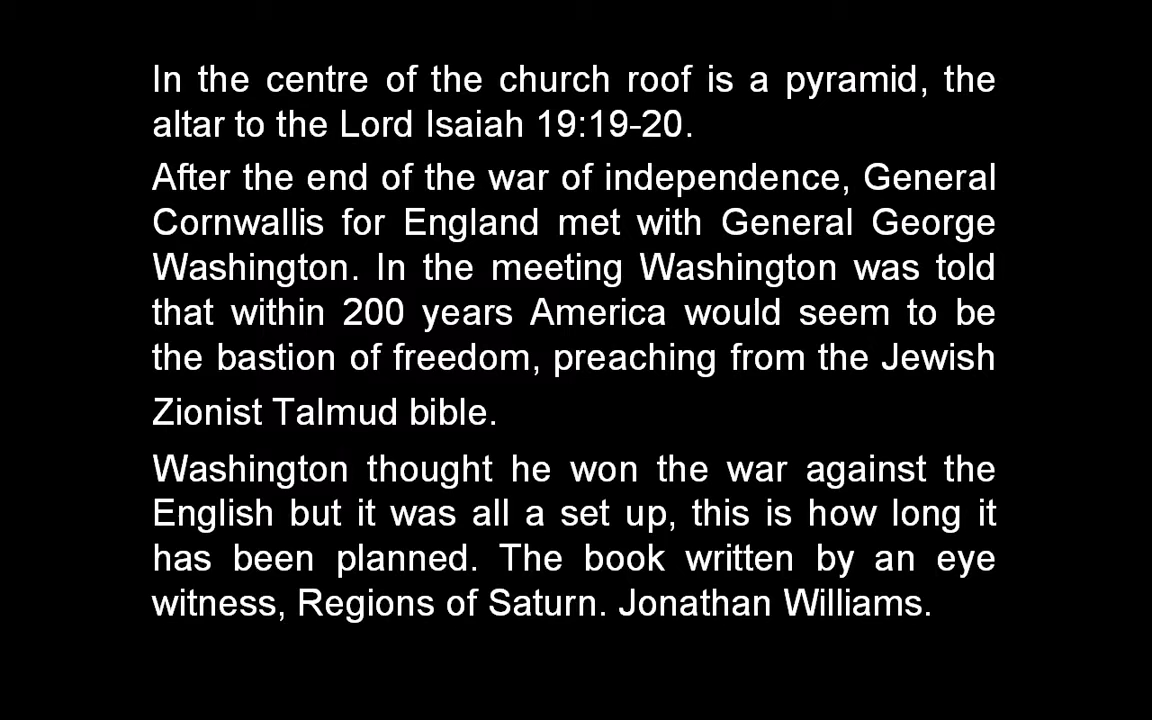 In the centre of the church roof is a pyramid, the
altar to the Lord Isaiah 19:19-20.
After the end of the war of independence, General
Cornwallis for England met with General George
Washington. In the meeting Washington was told
that within 200 years America would seem to be
the bastion of freedom, preaching from the Jewish
Zionist Talmud bible.
Washington thought he won the war against the
English but it was all a set up, this is how long it
has been planned. The book written by an eye
witness, Regions of Saturn. Jonathan Williams.